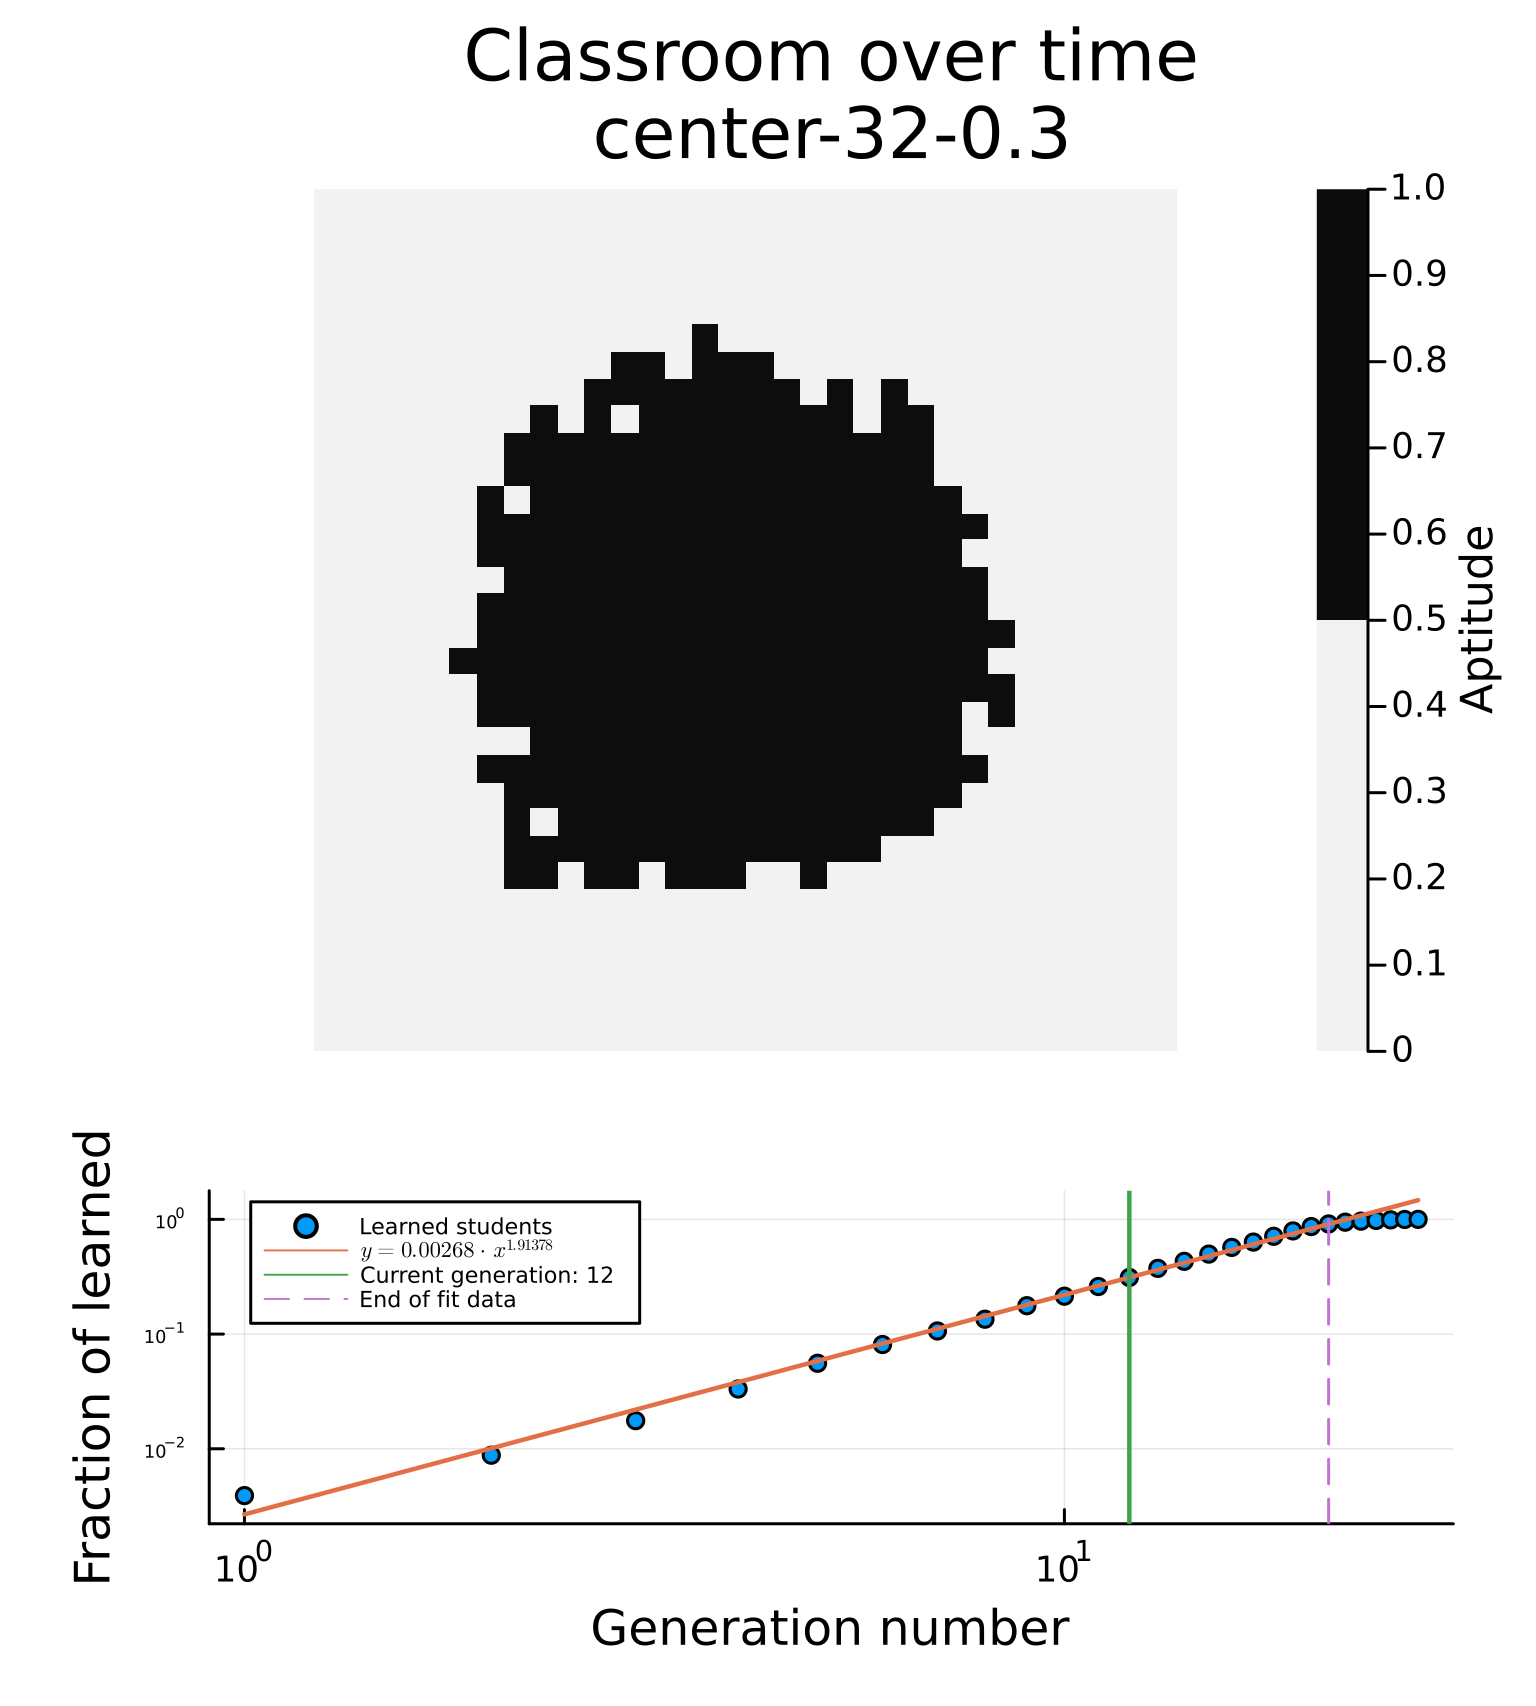 Classroom over time
center-32-0.3
1.0
0.9
0.8
0.7
0.6
0.5
0.4
0.3
0.2
0.1
0
Aptitude
Fraction of learned
10⁰
10⁻¹
10⁻²
Learned students
y = 0.00268 · x^1.91378
Current generation: 12
End of fit data
10⁰
10¹
Generation number